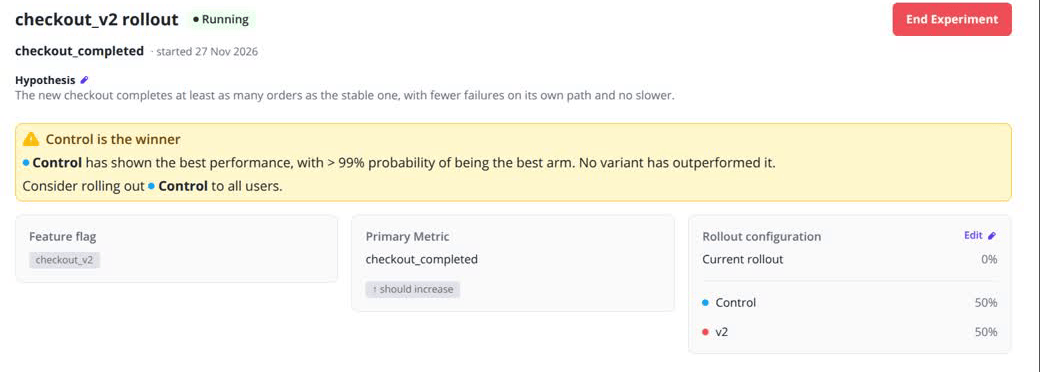 checkout_v2 rollout • Running End Experiment
checkout_completed · started 27 Nov 2026
Hypothesis
The new checkout completes at least as many orders as the stable one, with fewer failures on its own path and no slower.
Control is the winner
Control has shown the best performance, with > 99% probability of being the best arm. No variant has outperformed it.
Consider rolling out Control to all users.
Feature flag
checkout_v2
Primary Metric
checkout_completed
↑ should increase
Rollout configuration Edit
Current rollout 0%
Control 50%
v2 50%